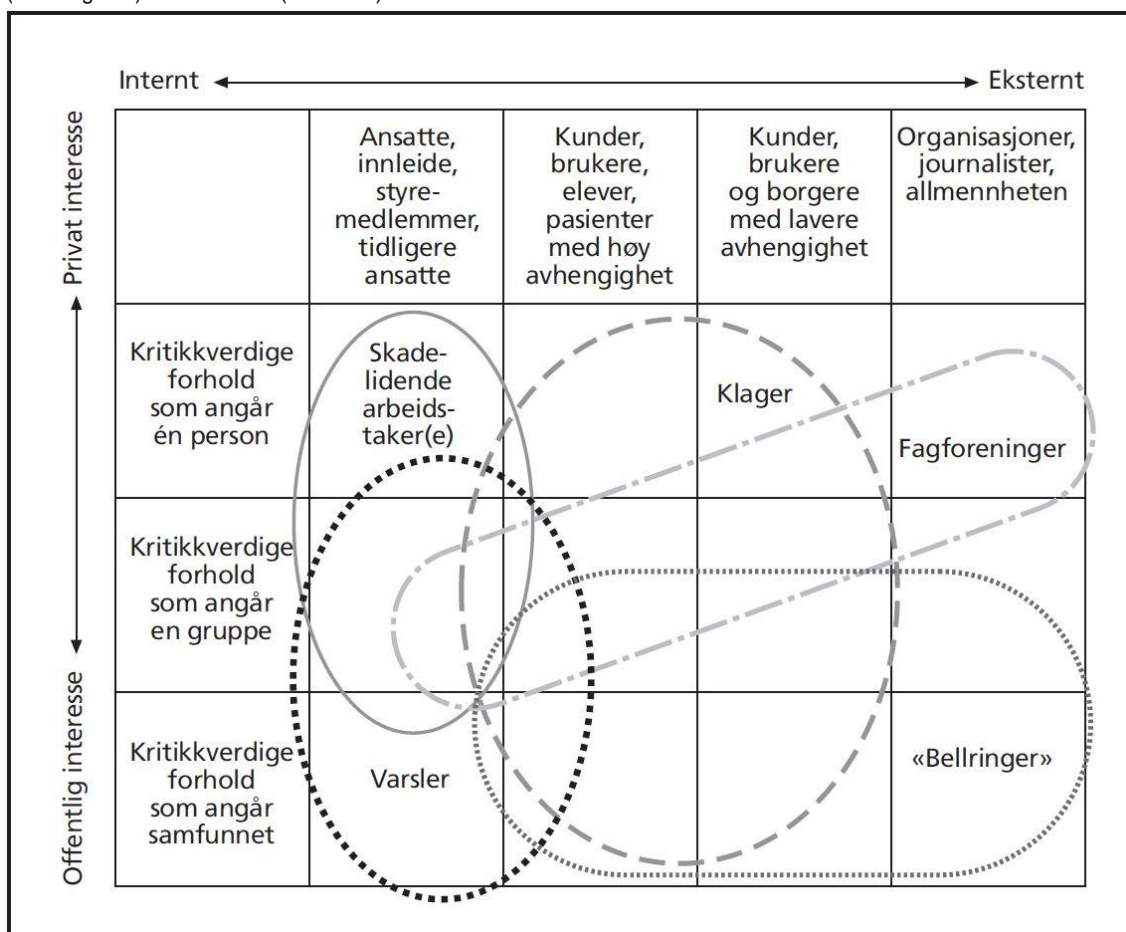 Internt
Eksternt
Privat interesse
Offentlig interesse
Ansatte,
innleide,
styre-
medlemmer,
tidligere
ansatte
Kunder,
brukere,
elever,
pasienter
med høy
avhengighet
Kunder,
brukere
og borgere
med lavere
avhengighet
Organisasjoner,
journalister,
allmennheten
Kritikkverdige
forhold
som angår
én person
Skade-
lidende
arbeids-
taker(e)
Klager
Fagforeninger
Kritikkverdige
forhold
som angår
en gruppe
Kritikkverdige
forhold
som angår
samfunnet
Varsler
«Bellringer»